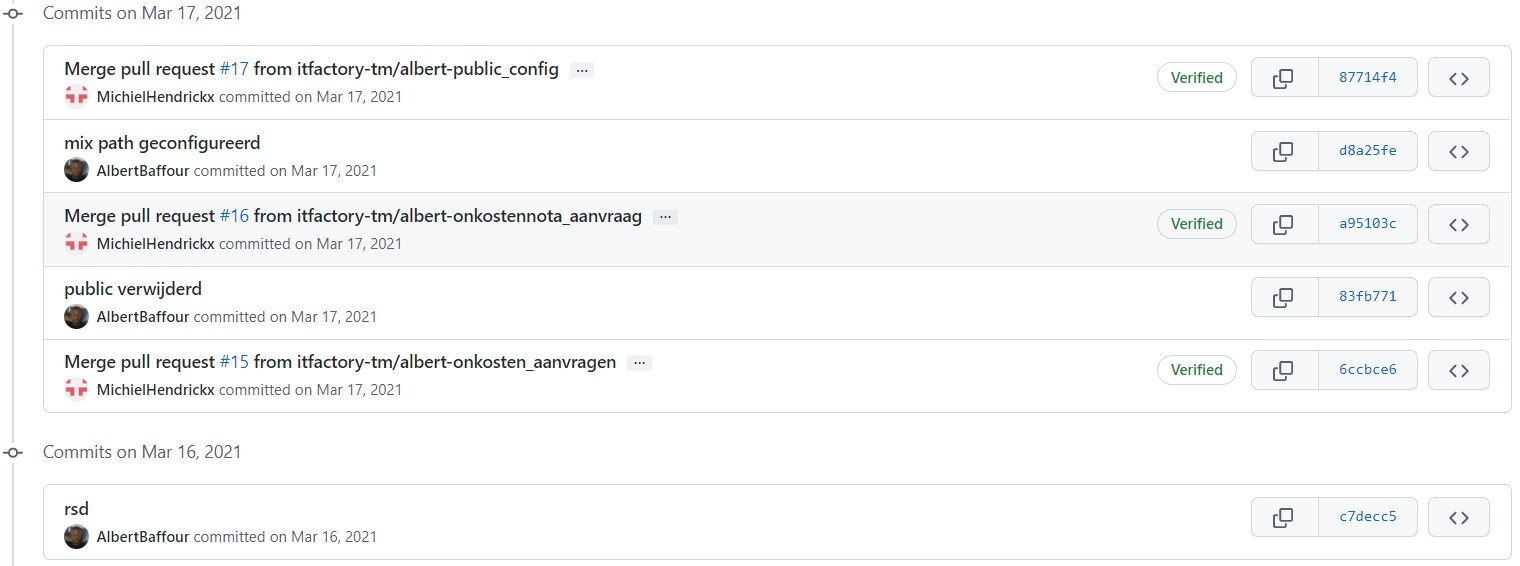 Commits on Mar 17, 2021
Merge pull request #17 from itfactory-tm/albert-public_config ...
Verified 87714f4
MichielHendrickx committed on Mar 17, 2021
mix path geconfigureerd
d8a25fe
AlbertBaffour committed on Mar 17, 2021
Merge pull request #16 from itfactory-tm/albert-onkostennota_aanvraag ...
Verified a95103c
MichielHendrickx committed on Mar 17, 2021
public verwijderd
83fb771
AlbertBaffour committed on Mar 17, 2021
Merge pull request #15 from itfactory-tm/albert-onkosten_aanvragen ...
Verified 6ccbce6
MichielHendrickx committed on Mar 17, 2021
Commits on Mar 16, 2021
rsd
c7decc5
AlbertBaffour committed on Mar 16, 2021